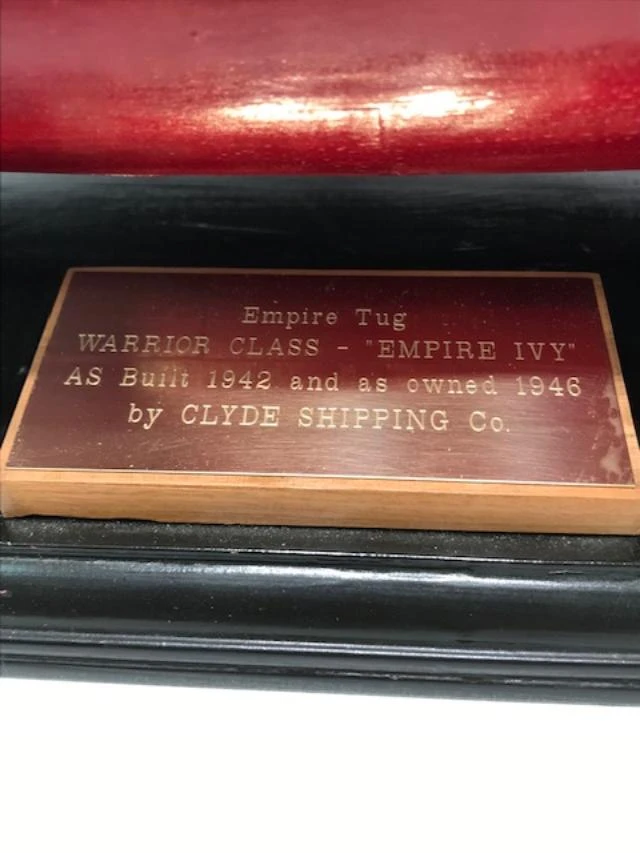 Empire Tug
WARRIOR CLASS - "EMPIRE IVY"
AS Built 1942 and as owned 1946
by CLYDE SHIPPING Co.